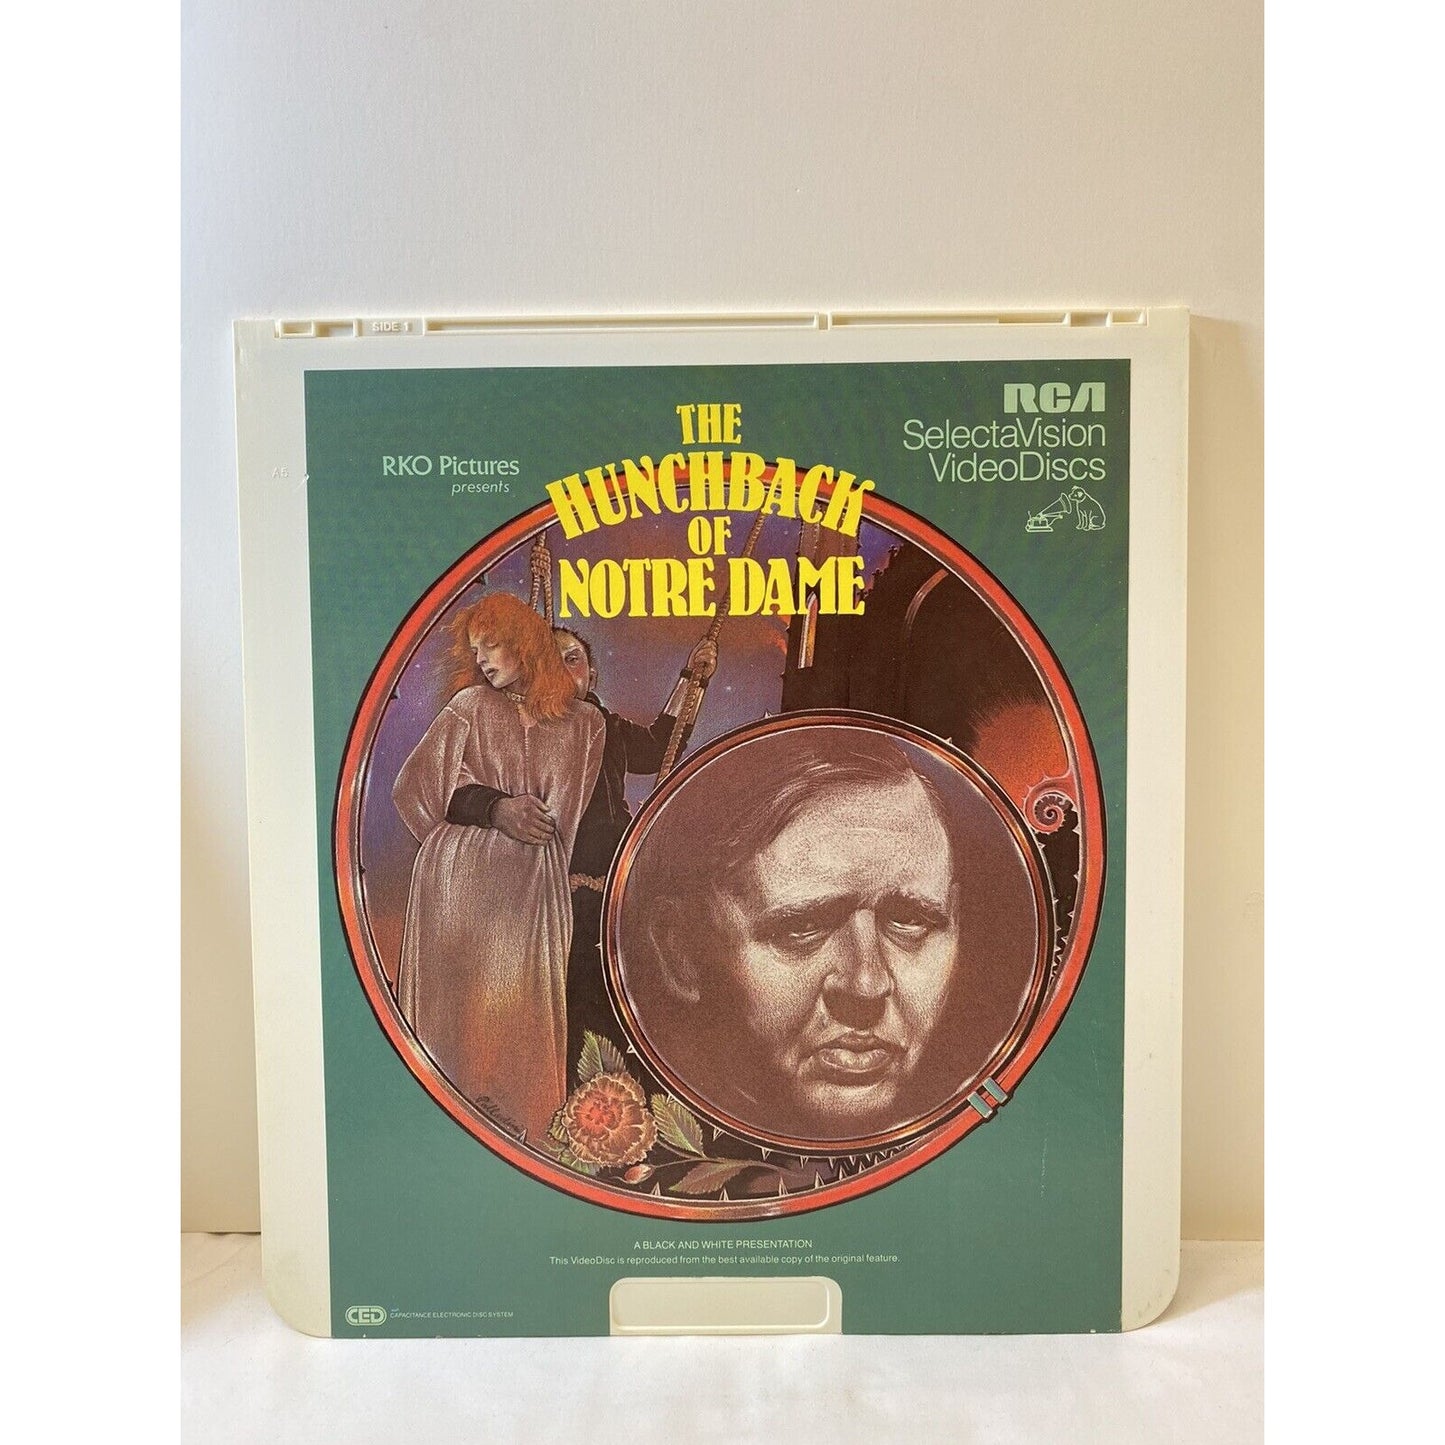 SIDE 1
RCA
THE
SelectaVision
HUNCHBACK
RKO Pictures
VideoDiscs
A5
presents
OF
NOTRE DAME
A BLACK AND WHITE PRESENTATION
This VideoDisc is reproduced from the best available copy of the original feature.
CED
CAPACITANCE ELECTRONIC DISC SYSTEM